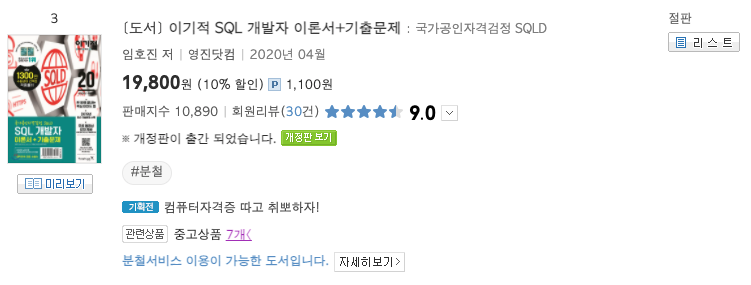 3
[도서] 이기적 SQL 개발자 이론서+기출문제 : 국가공인자격검정 SQLD
절판
임호진 저 | 영진닷컴 | 2020년 04월
리스트
19,800원 (10% 할인) P 1,100원
판매지수 10,890 | 회원리뷰(30건) 9.0
※ 개정판이 출간 되었습니다. 개정판 보기
이기적
SOLD
1300
20
SQL 개발자
이론서+기출문제
#분철
미리보기
기획전 컴퓨터자격증 따고 취뽀하자!
관련상품 중고상품 7개
분철서비스 이용이 가능한 도서입니다. 자세히보기